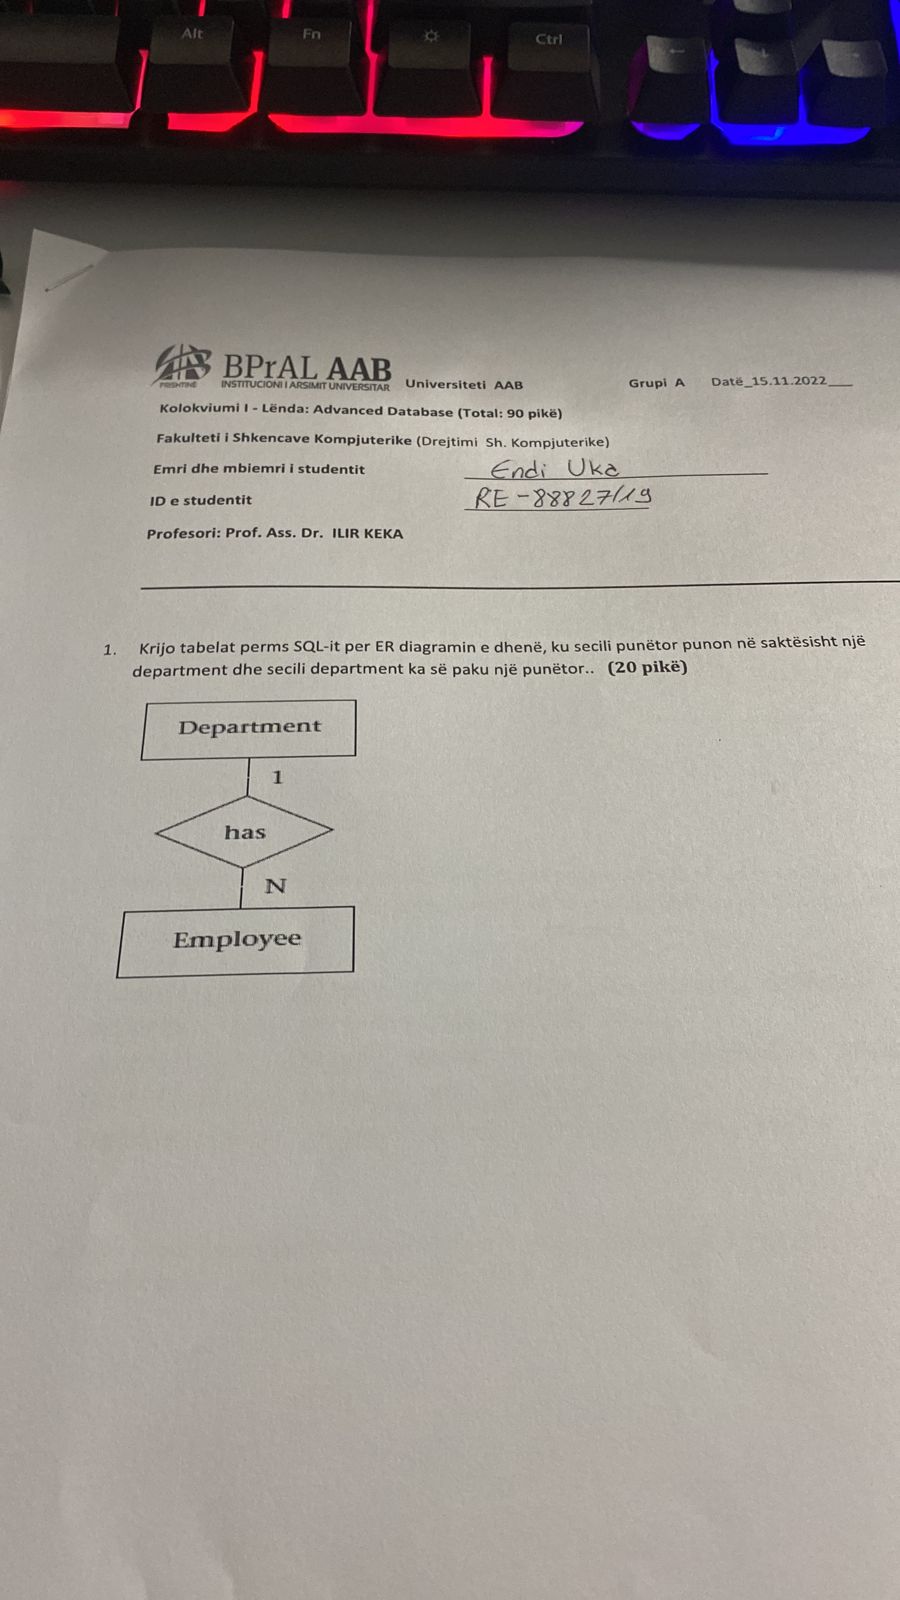 Alt Fn Ctrl
BPrAL AAB
PRISHTINË INSTITUCIONI I ARSIMIT UNIVERSITAR Universiteti AAB Grupi A Datë_15.11.2022___
Kolokviumi I - Lënda: Advanced Database (Total: 90 pikë)
Fakulteti i Shkencave Kompjuterike (Drejtimi Sh. Kompjuterike)
Emri dhe mbiemri i studentit Endi Uka
ID e studentit RE-88827/19
Profesori: Prof. Ass. Dr. ILIR KEKA
1. Krijo tabelat perms SQL-it per ER diagramin e dhenë, ku secili punëtor punon në saktësisht një
department dhe secili department ka së paku një punëtor.. (20 pikë)
Department
1
has
N
Employee